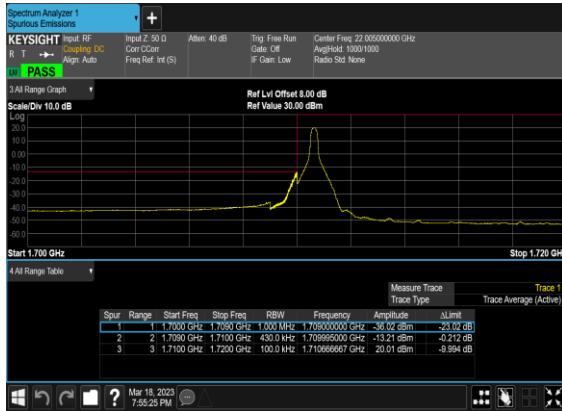 Spectrum Analyzer 1
Spurious Emissions
KEYSIGHT Input: RF Input Z: 50 Ω Atten: 40 dB Trig: Free Run Center Freq: 22.005000000 GHz
R T Coupling: DC Corr CCorr Gate: Off Avg|Hold: 1000/1000
Align: Auto Freq Ref: Int (S) IF Gain: Low Radio Std: None
PASS
3 All Range Graph
Ref Lvl Offset 8.00 dB
Scale/Div 10.0 dB Ref Value 30.00 dBm
Log
20.0
10.0
0.00
-10.0
-20.0
-30.0
-40.0
-50.0
-60.0
Start 1.700 GHz Stop 1.720 GH
4 All Range Table
Measure Trace Trace 1
Trace Type Trace Average (Active)
Spur Range Start Freq Stop Freq RBW Frequency Amplitude ΔLimit
1 1 1.7000 GHz 1.7090 GHz 1.000 MHz 1.709000000 GHz -36.02 dBm -23.02 dB
2 2 1.7090 GHz 1.7100 GHz 430.0 kHz 1.709995000 GHz -13.21 dBm -0.212 dB
3 3 1.7100 GHz 1.7200 GHz 100.0 kHz 1.710666667 GHz 20.01 dBm -9.994 dB
? Mar 18, 2023
7:55:25 PM